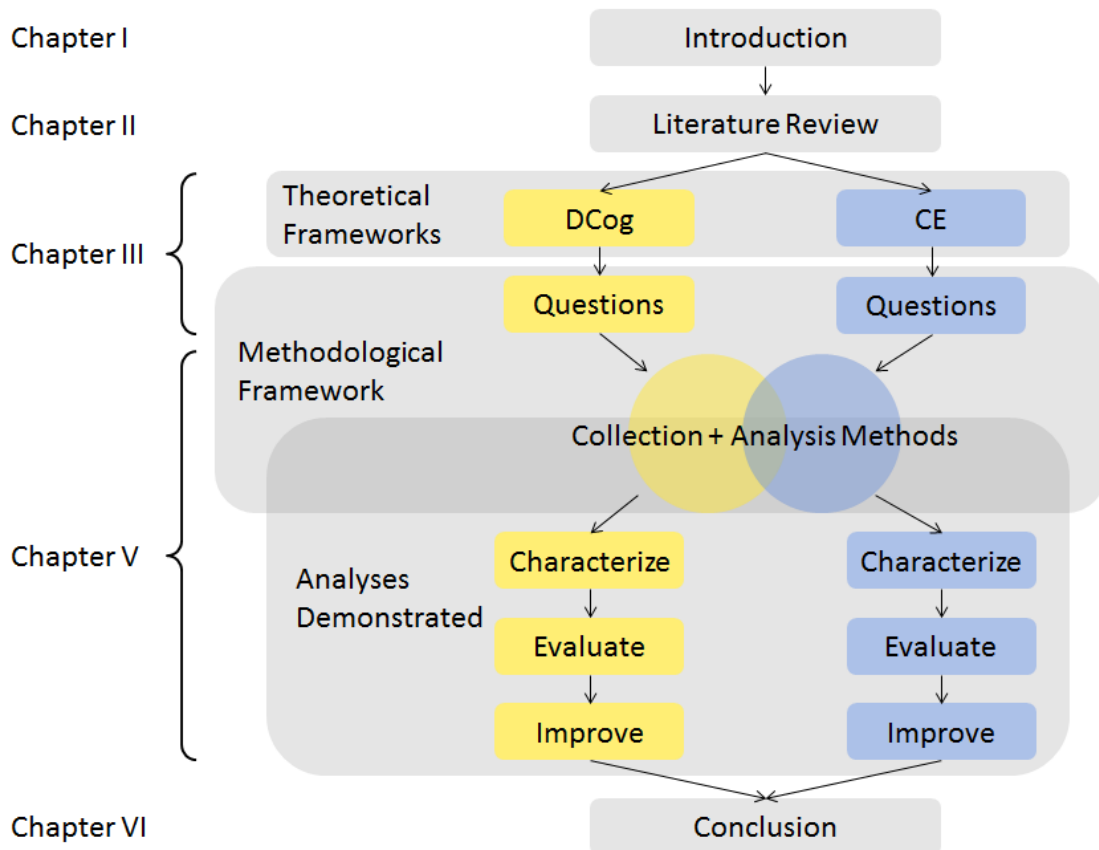 Chapter I
Introduction
Chapter II
Literature Review
Chapter III
Theoretical
Frameworks
DCog
CE
Questions
Questions
Methodological
Framework
Collection + Analysis Methods
Chapter V
Analyses
Demonstrated
Characterize
Characterize
Evaluate
Evaluate
Improve
Improve
Chapter VI
Conclusion